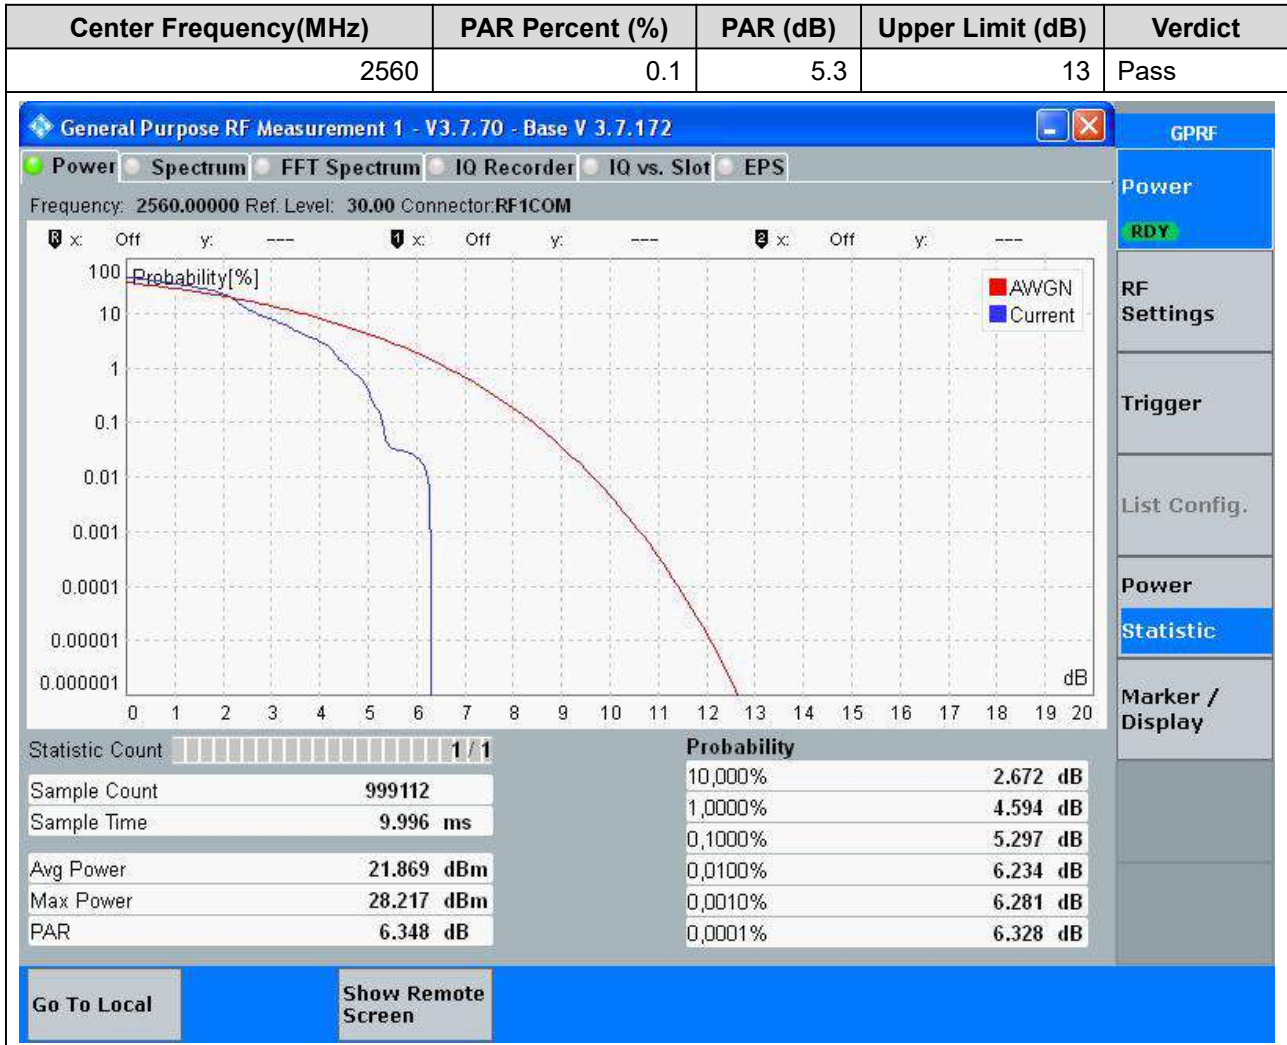 Center Frequency(MHz) PAR Percent (%) PAR (dB) Upper Limit (dB) Verdict
2560 0.1 5.3 13 Pass
General Purpose RF Measurement 1 - V3.7.70 - Base V 3.7.172
GPRF
Power Spectrum FFT Spectrum IQ Recorder IQ vs. Slot EPS
Frequency: 2560.00000 Ref. Level: 30.00 Connector:RF1COM
R x: Off y: --- 1 x: Off y: --- 2 x: Off y: ---
Probability[%]
AWGN
Current
100
10
1
0.1
0.01
0.001
0.0001
0.00001
0.000001
dB
0 1 2 3 4 5 6 7 8 9 10 11 12 13 14 15 16 17 18 19 20
Statistic Count 1 / 1
Sample Count 999112
Sample Time 9.996 ms
Avg Power 21.869 dBm
Max Power 28.217 dBm
PAR 6.348 dB
Probability
10,000% 2.672 dB
1,0000% 4.594 dB
0,1000% 5.297 dB
0,0100% 6.234 dB
0,0010% 6.281 dB
0,0001% 6.328 dB
Power
RDY
RF
Settings
Trigger
List Config.
Power
Statistic
Marker /
Display
Go To Local
Show Remote
Screen